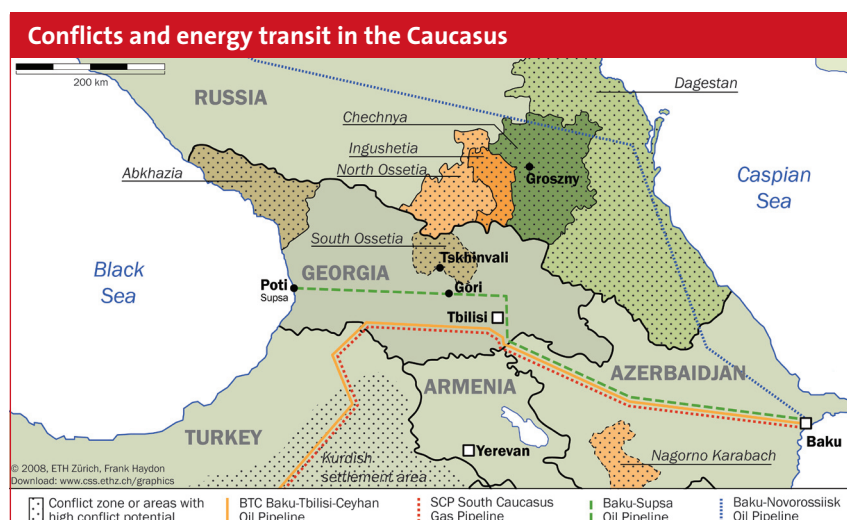 Conflicts and energy transit in the Caucasus
200 km
RUSSIA
Dagestan
Chechnya
Ingushetia
North Ossetia
Abkhazia
Groszny
Caspian
Sea
South Ossetia
Tskhinvali
Black
Sea
GEORGIA
Poti
Supsa
Gòri
Tbilisi
AZERBAIDJAN
ARMENIA
TURKEY
Baku
Kurdish
settlement area
Yerevan
Nagorno Karabach
© 2008, ETH Zürich, Frank Haydon
Download: www.css.ethz.ch/graphics
Conflict zone or areas with
high conflict potential
BTC Baku-Tbilisi-Ceyhan
Oil Pipeline
SCP South Caucasus
Gas Pipeline
Baku-Supsa
Oil Pipeline
Baku-Novorossiisk
Oil Pipeline